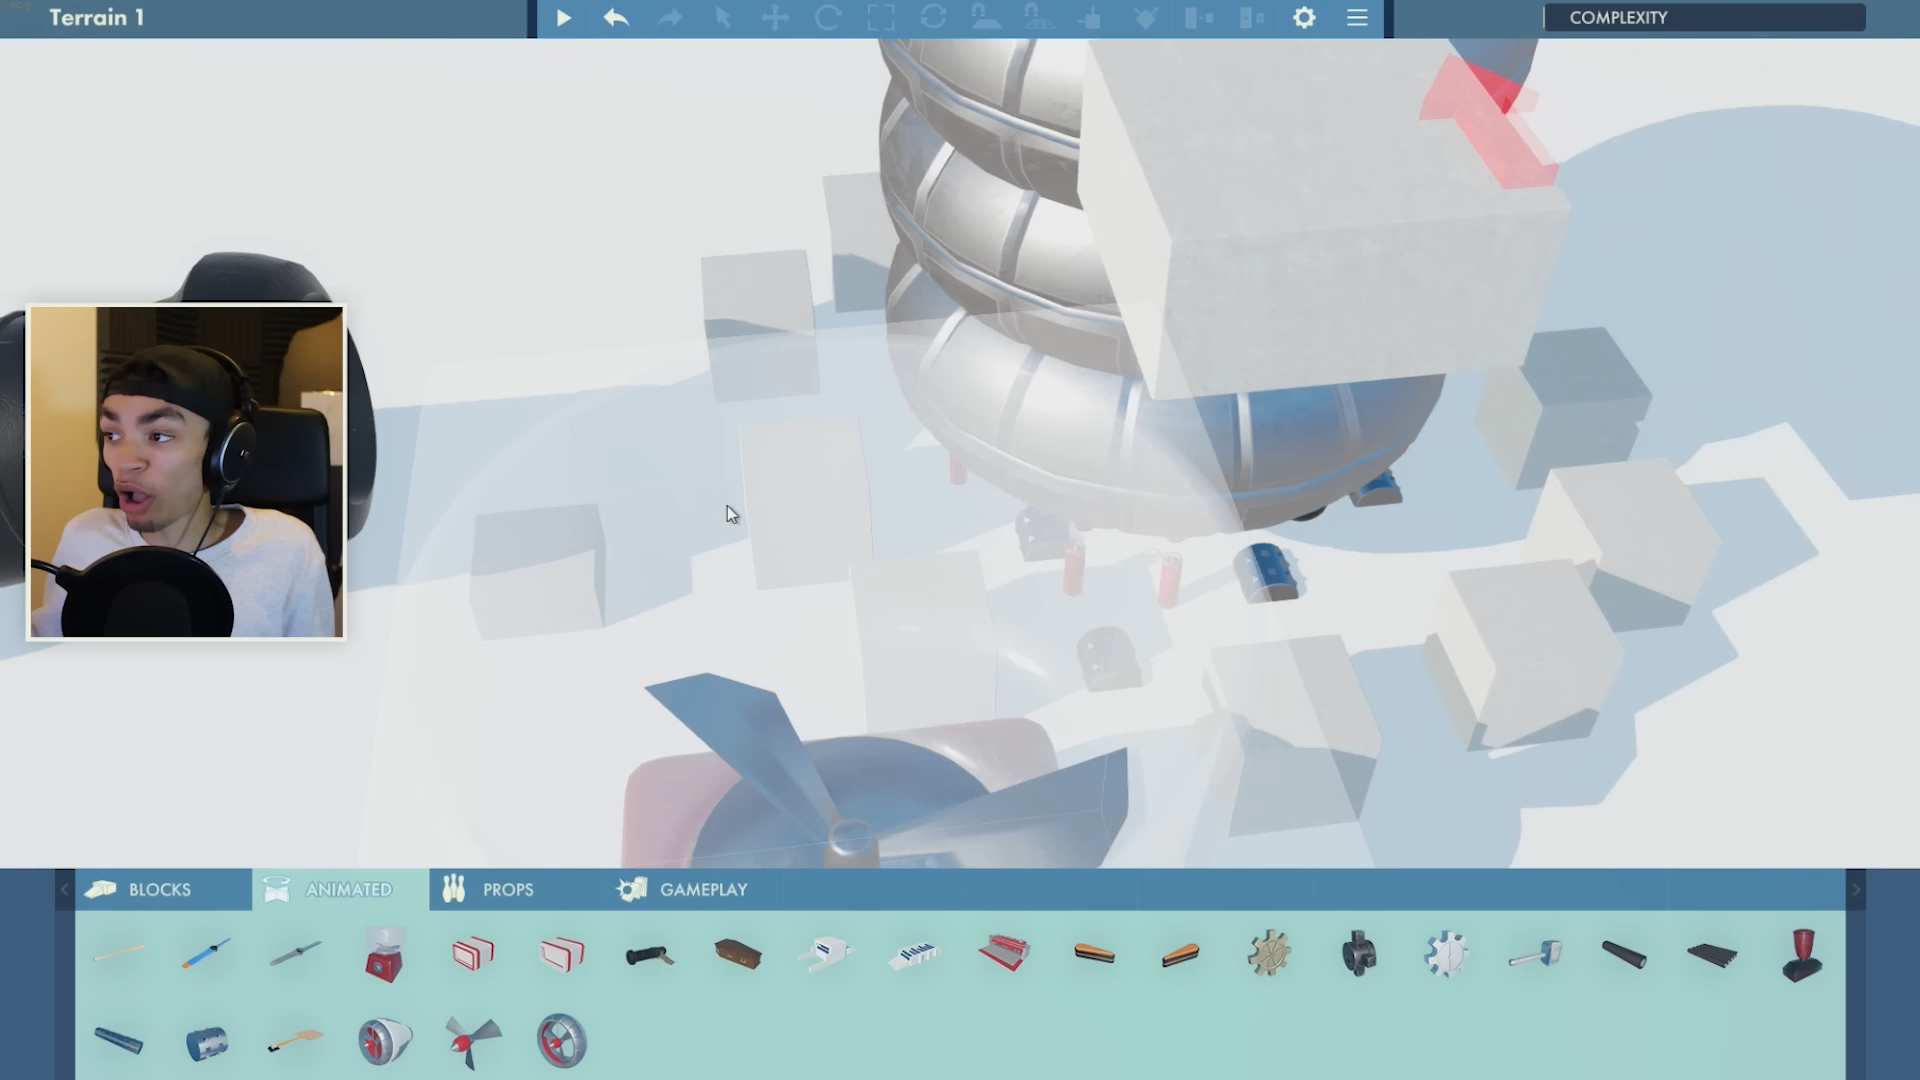 Terrain 1
COMPLEXITY
BLOCKS
ANIMATED
PROPS
GAMEPLAY